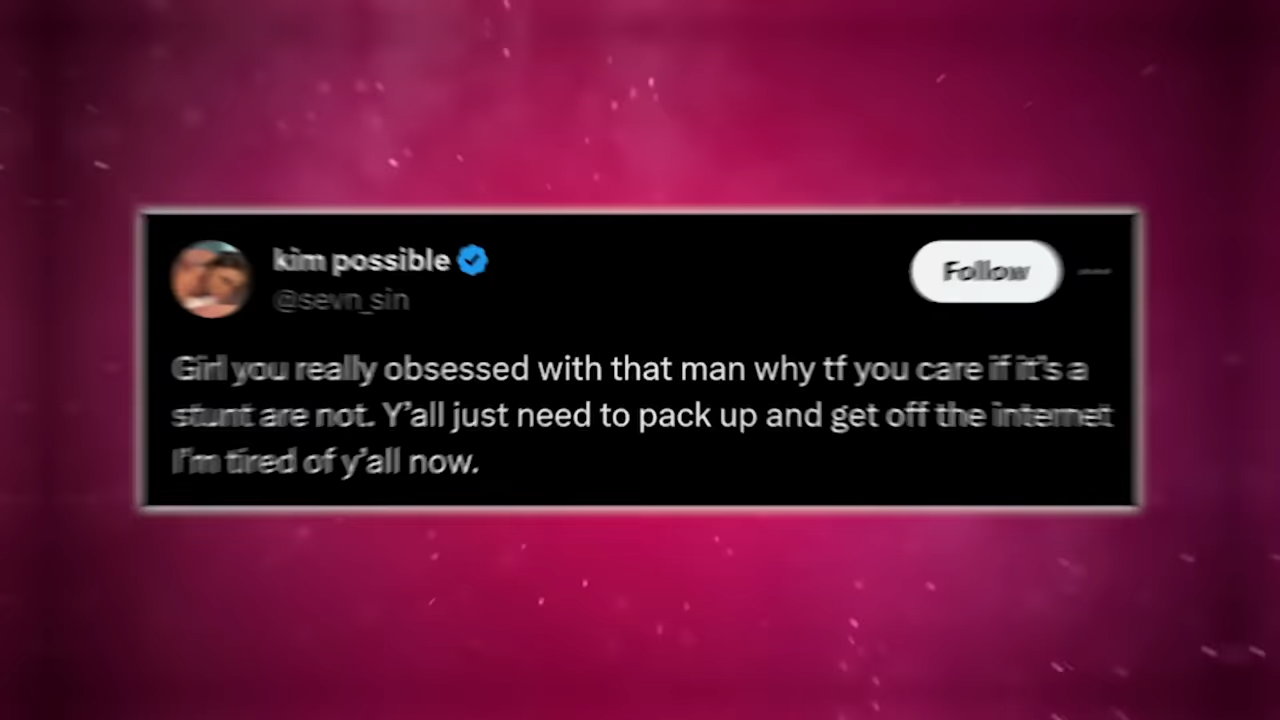 kim possible
@sevn_sin
Follow
Girl you really obsessed with that man why tf you care if it's a
stunt are not. Y'all just need to pack up and get off the internet
I'm tired of y'all now.